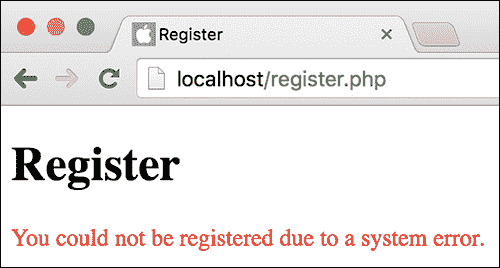 Register
localhost/register.php
Register
You could not be registered due to a system error.